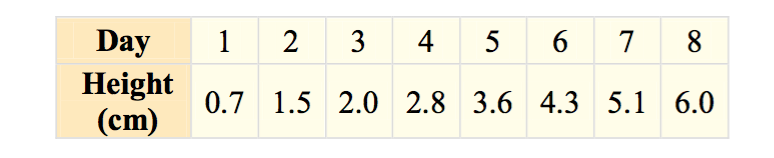 Day 1 2 3 4 5 6 7 8
Height (cm) 0.7 1.5 2.0 2.8 3.6 4.3 5.1 6.0